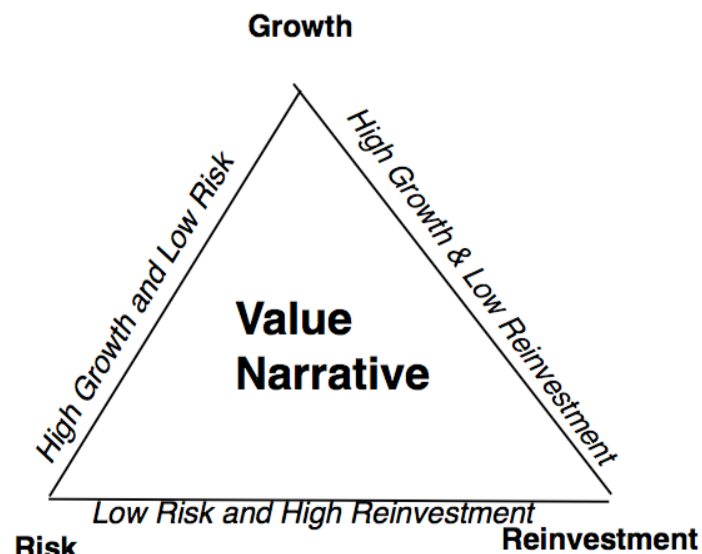 Growth
High Growth and Low Risk
High Growth & Low Reinvestment
Value
Narrative
Low Risk and High Reinvestment
Risk
Reinvestment